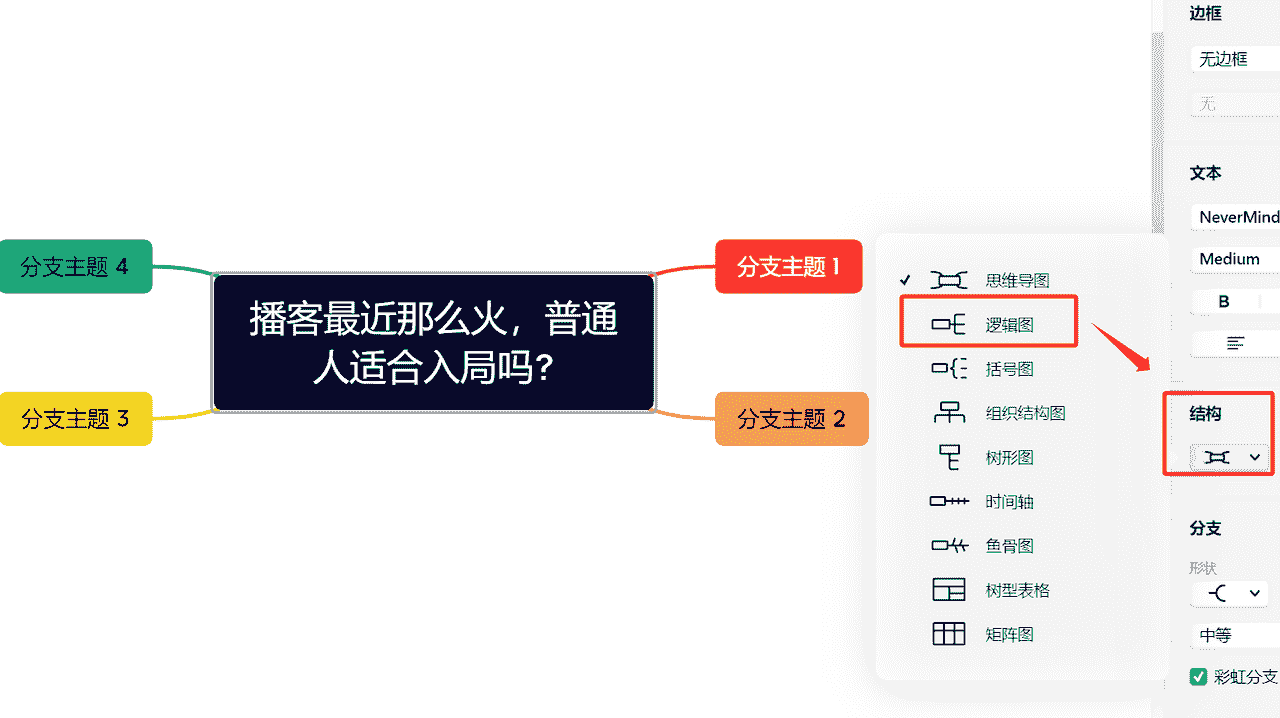 分支主题 4
播客最近那么火，普通
人适合入局吗？
分支主题 1
分支主题 3
分支主题 2
思维导图
逻辑图
括号图
组织结构图
树形图
时间轴
鱼骨图
树型表格
矩阵图
边框
无边框
无
文本
NeverMind
Medium
B
结构
分支
形状
中等
彩虹分支